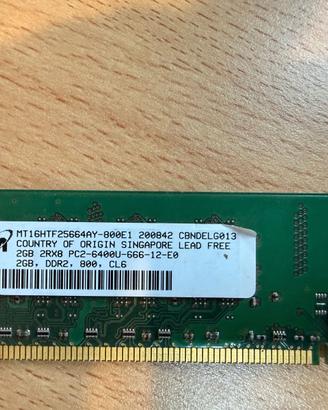 MT16HTF25664AY-800E1 200842 CBNDELG013
COUNTRY OF ORIGIN SINGAPORE LEAD FREE
2GB 2RX8 PC2-6400U-666-12-E0
2GB, DDR2, 800, CL6